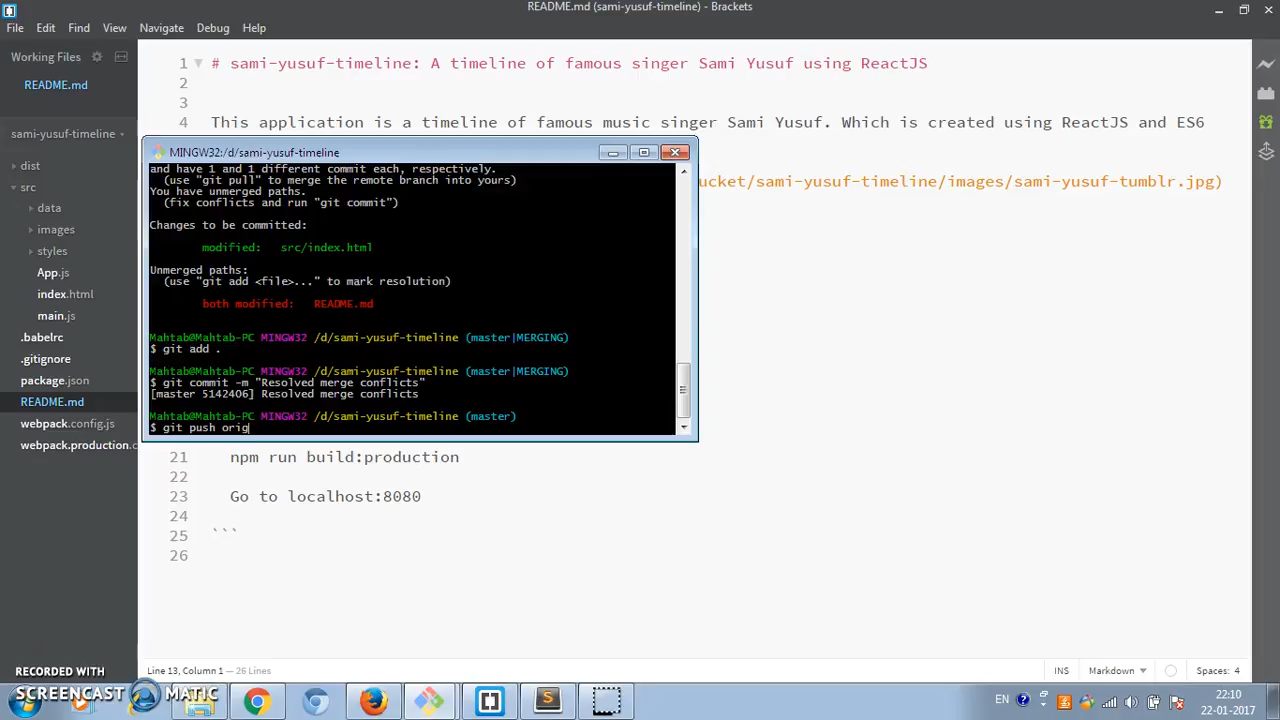 README.md (sami-yusuf-timeline) - Brackets
File Edit Find View Navigate Debug Help
Working Files
README.md
sami-yusuf-timeline
dist
src
data
images
styles
App.js
index.html
main.js
.babelrc
.gitignore
package.json
README.md
webpack.config.js
webpack.production.c
1 # sami-yusuf-timeline: A timeline of famous singer Sami Yusuf using ReactJS
2
3
4 This application is a timeline of famous music singer Sami Yusuf. Which is created using ReactJS and ES6
ucket/sami-yusuf-timeline/images/sami-yusuf-tumblr.jpg)
MINGW32:/d/sami-yusuf-timeline
and have 1 and 1 different commit each, respectively.
(use "git pull" to merge the remote branch into yours)
You have unmerged paths.
(fix conflicts and run "git commit")
Changes to be committed:
modified: src/index.html
Unmerged paths:
(use "git add <file>..." to mark resolution)
both modified: README.md
Mahtab@Mahtab-PC MINGW32 /d/sami-yusuf-timeline (master|MERGING)
$ git add .
Mahtab@Mahtab-PC MINGW32 /d/sami-yusuf-timeline (master|MERGING)
$ git commit -m "Resolved merge conflicts"
[master 5142406] Resolved merge conflicts
Mahtab@Mahtab-PC MINGW32 /d/sami-yusuf-timeline (master)
$ git push orig
21 npm run build:production
22
23 Go to localhost:8080
24
25 ```
26
Line 13, Column 1 — 26 Lines
INS Markdown Spaces: 4
RECORDED WITH
SCREENCAST MATIC
EN
22:10
22-01-2017